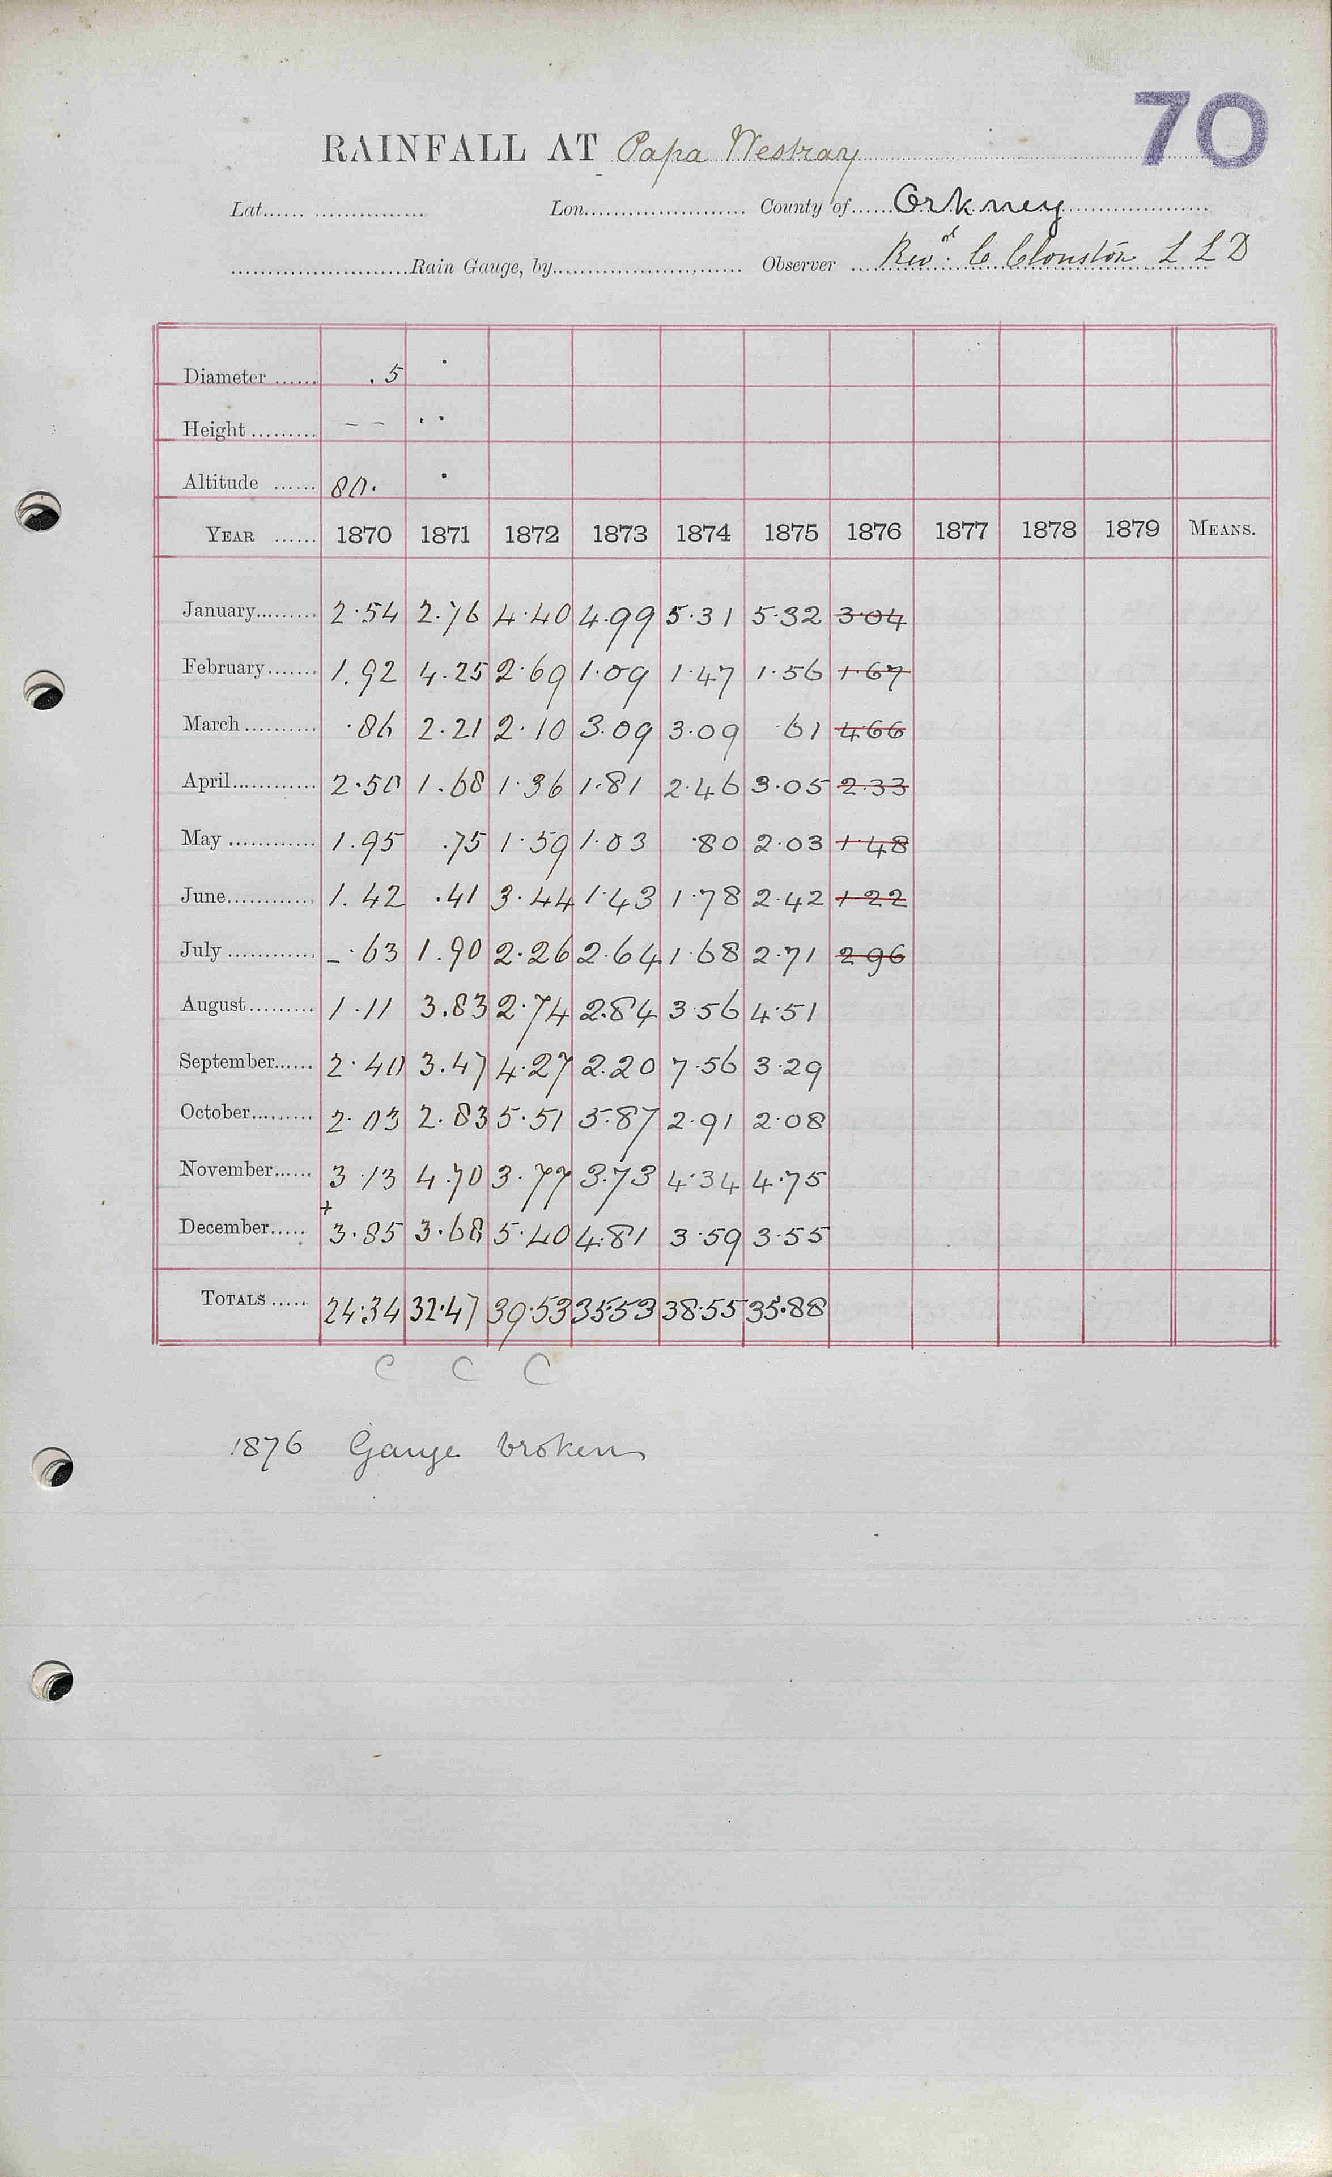 70
RAINFALL AT Papa Westray
Lat. Lon. County of Orkney
Rain Gauge, by Observer Revd. C Clouston L L D
Diameter 5
Height – –
Altitude 80.
YEAR 1870 1871 1872 1873 1874 1875 1876 1877 1878 1879 MEANS.
January 2.54 2.76 4.40 4.99 5.31 5.32 3.04
February 1.92 4.25 2.69 1.09 1.47 1.56 1.67
March .86 2.21 2.10 3.09 3.09 .61 4.66
April 2.50 1.68 1.36 1.81 2.46 3.05 2.33
May 1.95 .75 1.59 1.03 .80 2.03 1.48
June 1.42 .41 3.44 1.43 1.78 2.42 1.22
July – .63 1.90 2.26 2.64 1.68 2.71 2.96
August 1.11 3.83 2.74 2.84 3.56 4.51
September 2.40 3.47 4.27 2.20 7.56 3.29
October 2.03 2.83 5.51 5.87 2.91 2.08
November 3.13 4.70 3.77 3.73 4.34 4.75
December + 3.85 3.68 5.40 4.81 3.59 3.55
TOTALS 24.34 32.47 39.53 35.53 38.55 35.88
C C C
1876 Gauge broken